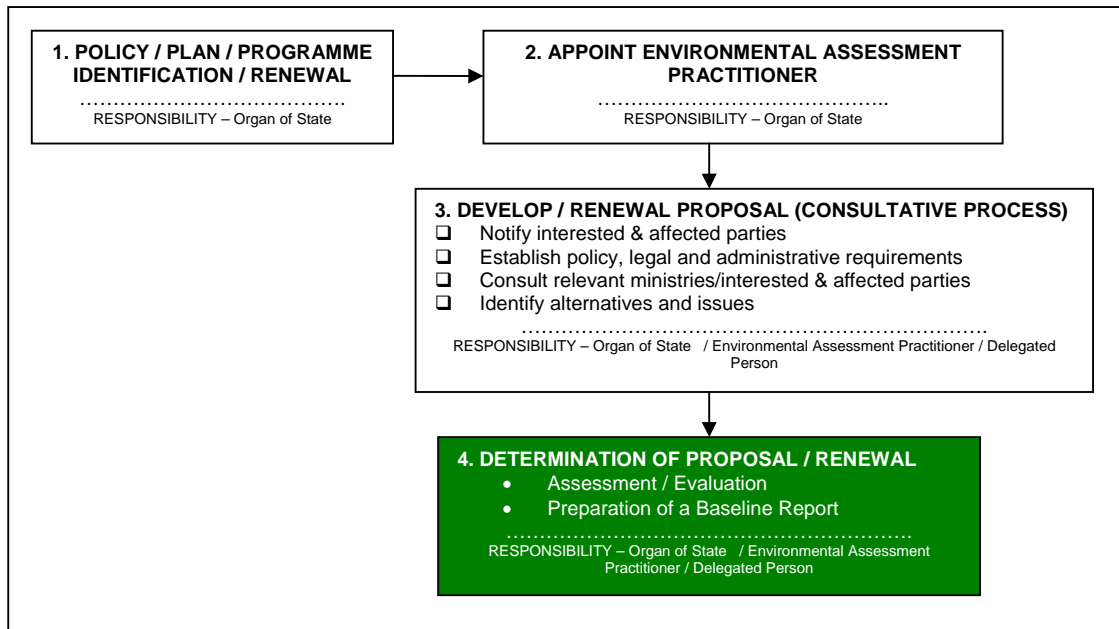 1. POLICY / PLAN / PROGRAMME
IDENTIFICATION / RENEWAL
…………………………………….
RESPONSIBILITY – Organ of State
2. APPOINT ENVIRONMENTAL ASSESSMENT
PRACTITIONER
……………………………………..
RESPONSIBILITY – Organ of State
3. DEVELOP / RENEWAL PROPOSAL (CONSULTATIVE PROCESS)
❑ Notify interested & affected parties
❑ Establish policy, legal and administrative requirements
❑ Consult relevant ministries/interested & affected parties
❑ Identify alternatives and issues
…………………………………………………………….
RESPONSIBILITY – Organ of State / Environmental Assessment Practitioner / Delegated
Person
4. DETERMINATION OF PROPOSAL / RENEWAL
• Assessment / Evaluation
• Preparation of a Baseline Report
…………………………………………………….
RESPONSIBILITY – Organ of State / Environmental Assessment
Practitioner / Delegated Person